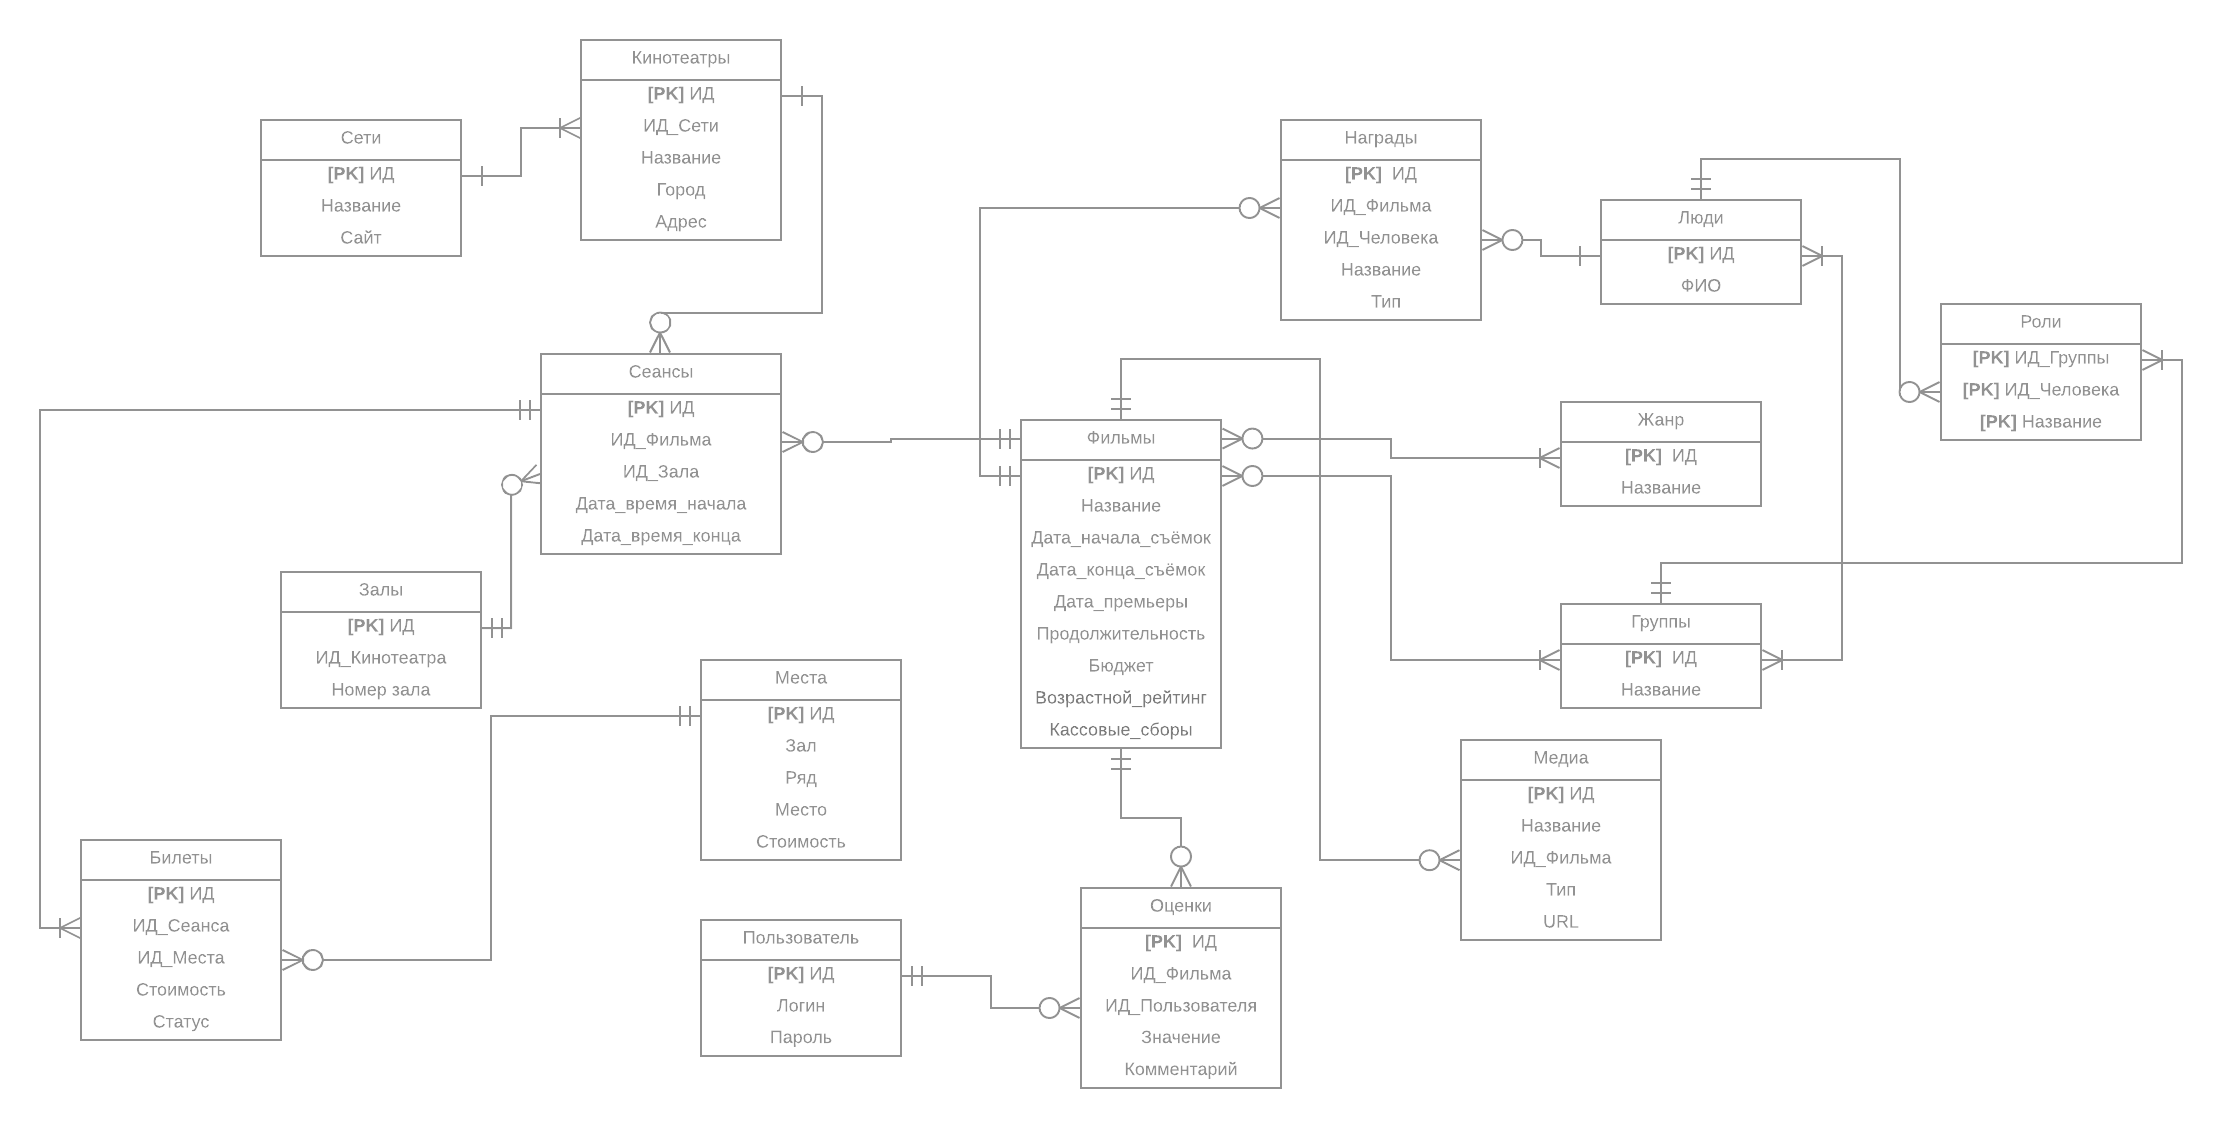 Кинотеатры
[PK] ИД
ИД_Сети
Название
Город
Адрес
Сети
[PK] ИД
Название
Сайт
Награды
[PK] ИД
ИД_Фильма
ИД_Человека
Название
Тип
Люди
[PK] ИД
ФИО
Роли
[PK] ИД_Группы
[PK] ИД_Человека
[PK] Название
Сеансы
[PK] ИД
ИД_Фильма
ИД_Зала
Дата_время_начала
Дата_время_конца
Фильмы
[PK] ИД
Название
Дата_начала_съёмок
Дата_конца_съёмок
Дата_премьеры
Продолжительность
Бюджет
Возрастной_рейтинг
Кассовые_сборы
Жанр
[PK] ИД
Название
Залы
[PK] ИД
ИД_Кинотеатра
Номер зала
Группы
[PK] ИД
Название
Места
[PK] ИД
Зал
Ряд
Место
Стоимость
Медиа
[PK] ИД
Название
ИД_Фильма
Тип
URL
Билеты
[PK] ИД
ИД_Сеанса
ИД_Места
Стоимость
Статус
Пользователь
[PK] ИД
Логин
Пароль
Оценки
[PK] ИД
ИД_Фильма
ИД_Пользователя
Значение
Комментарий